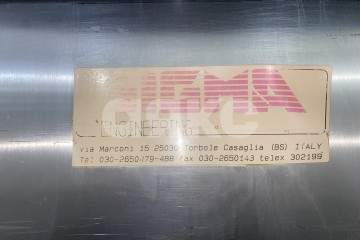 SIGMA
"ENGINEERING"
via Marconi 15 25030 Torbole Casaglia (BS) ITALY
Tel 030-2650479-488 fax 030-2650143 telex 302199